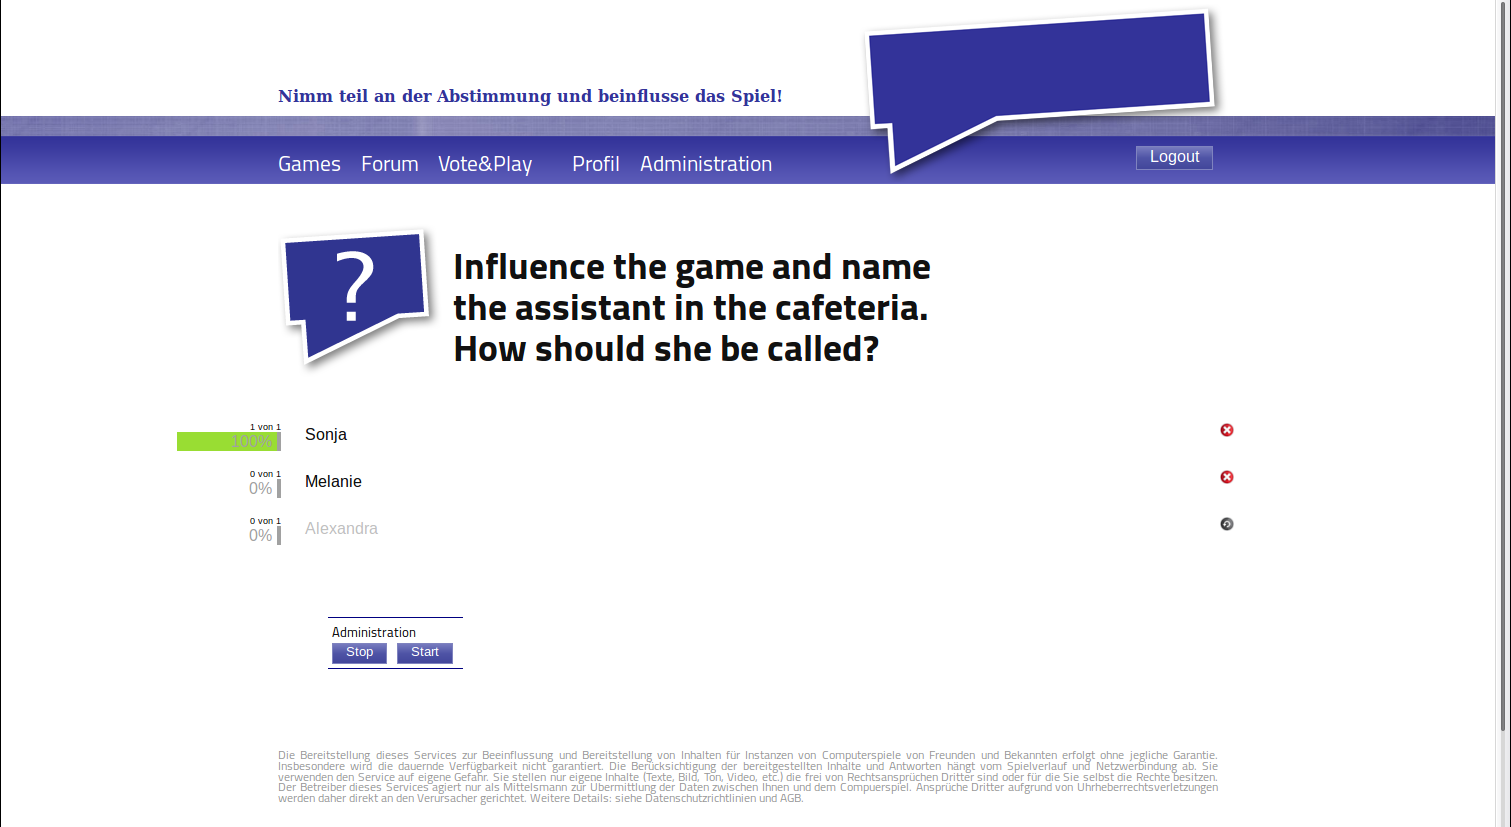 Nimm teil an der Abstimmung und beinflusse das Spiel!
Games Forum Vote&Play Profil Administration Logout
?
Influence the game and name
the assistant in the cafeteria.
How should she be called?
1 von 1
100% Sonja
0 von 1
0% Melanie
0 von 1
0% Alexandra
Administration
Stop Start
Die Bereitstellung dieses Services zur Beeinflussung und Bereitstellung von Inhalten für Instanzen von Computerspiele von Freunden und Bekannten erfolgt ohne jegliche Garantie.
Insbesondere wird die dauernde Verfügbarkeit nicht garantiert. Die Berücksichtigung der bereitgestellten Inhalte und Antworten hängt vom Spielverlauf und Netzwerbindung ab. Sie
verwenden den Service auf eigene Gefahr. Sie stellen nur eigene Inhalte (Texte, Bild, Ton, Video, etc.) die frei von Rechtsansprüchen Dritter sind oder für die Sie selbst die Rechte besitzen.
Der Betreiber dieses Services agiert nur als Mittelsmann zur Übermittlung der Daten zwischen Ihnen und dem Compuerspiel. Ansprüche Dritter aufgrund von Uhrheberrechtsverletzungen
werden daher direkt an den Verursacher gerichtet. Weitere Details: siehe Datenschutzrichtlinien und AGB.